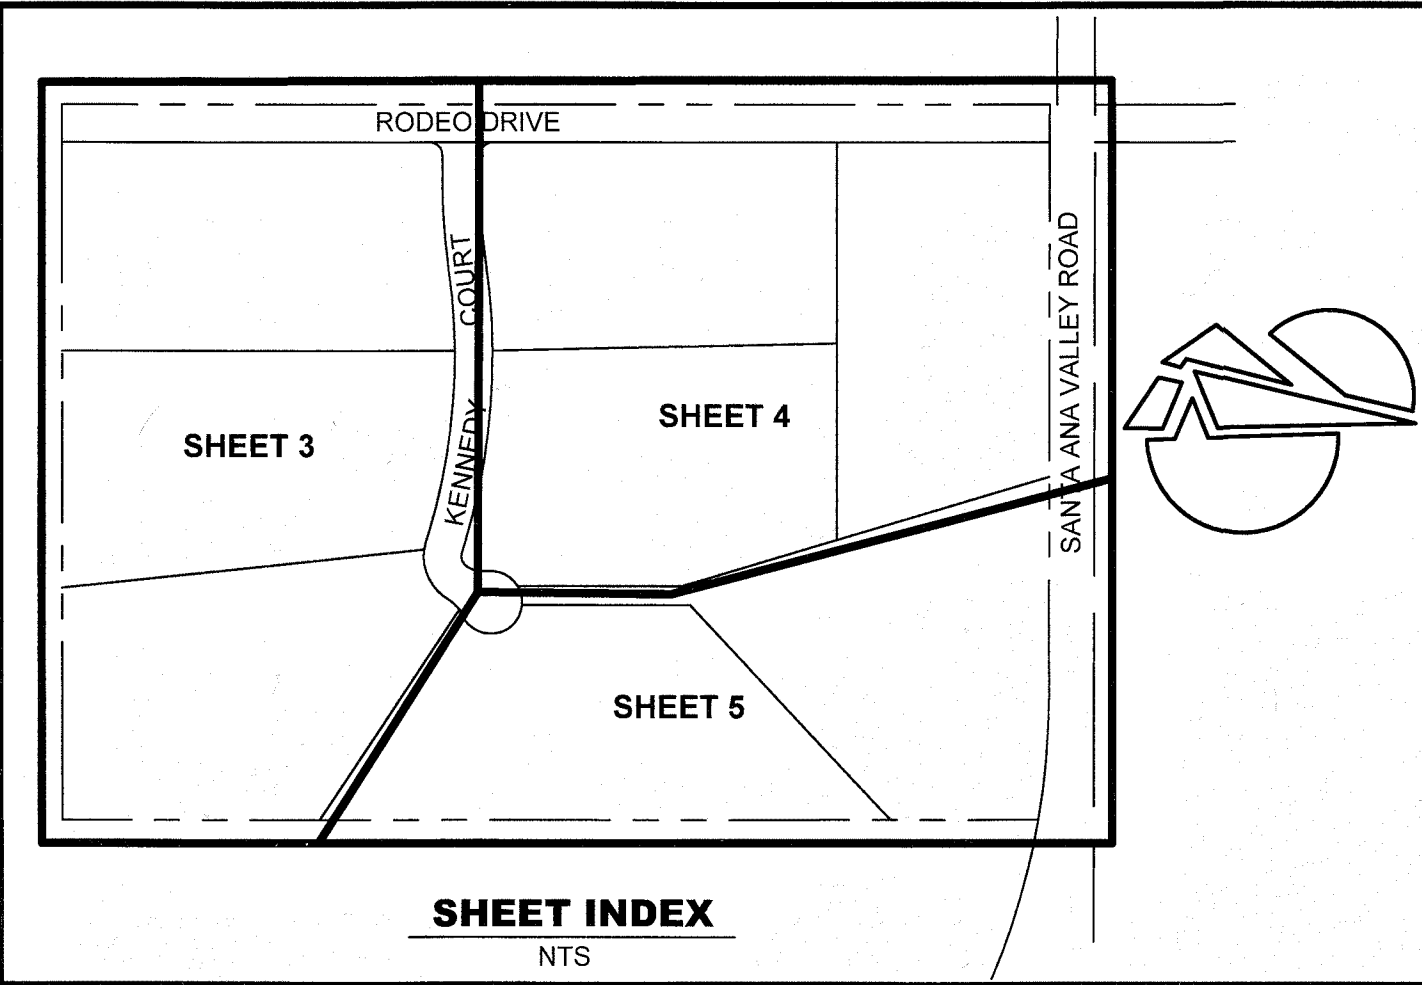 RODEO DRIVE
KENNEDY COURT
SANTA ANA VALLEY ROAD
SHEET 3
SHEET 4
SHEET 5
SHEET INDEX
NTS